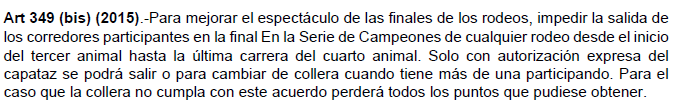 Art 349 (bis) (2015).-Para mejorar el espectáculo de las finales de los rodeos, impedir la salida de
los corredores participantes en la final En la Serie de Campeones de cualquier rodeo desde el inicio
del tercer animal hasta la última carrera del cuarto animal. Solo con autorización expresa del
capataz se podrá salir o para cambiar de collera cuando tiene más de una participando. Para el
caso que la collera no cumpla con este acuerdo perderá todos los puntos que pudiese obtener.